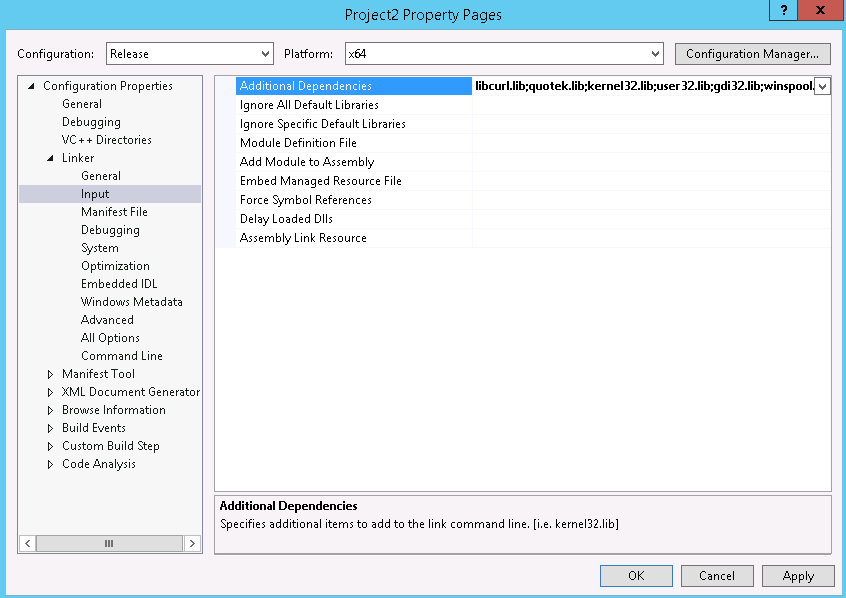 Project2 Property Pages
? x
Configuration: Release Platform: x64 Configuration Manager...
Configuration Properties
General
Debugging
VC++ Directories
Linker
General
Input
Manifest File
Debugging
System
Optimization
Embedded IDL
Windows Metadata
Advanced
All Options
Command Line
Manifest Tool
XML Document Generator
Browse Information
Build Events
Custom Build Step
Code Analysis
Additional Dependencies libcurl.lib;quotek.lib;kernel32.lib;user32.lib;gdi32.lib;winspool.
Ignore All Default Libraries
Ignore Specific Default Libraries
Module Definition File
Add Module to Assembly
Embed Managed Resource File
Force Symbol References
Delay Loaded Dlls
Assembly Link Resource
Additional Dependencies
Specifies additional items to add to the link command line. [i.e. kernel32.lib]
OK Cancel Apply